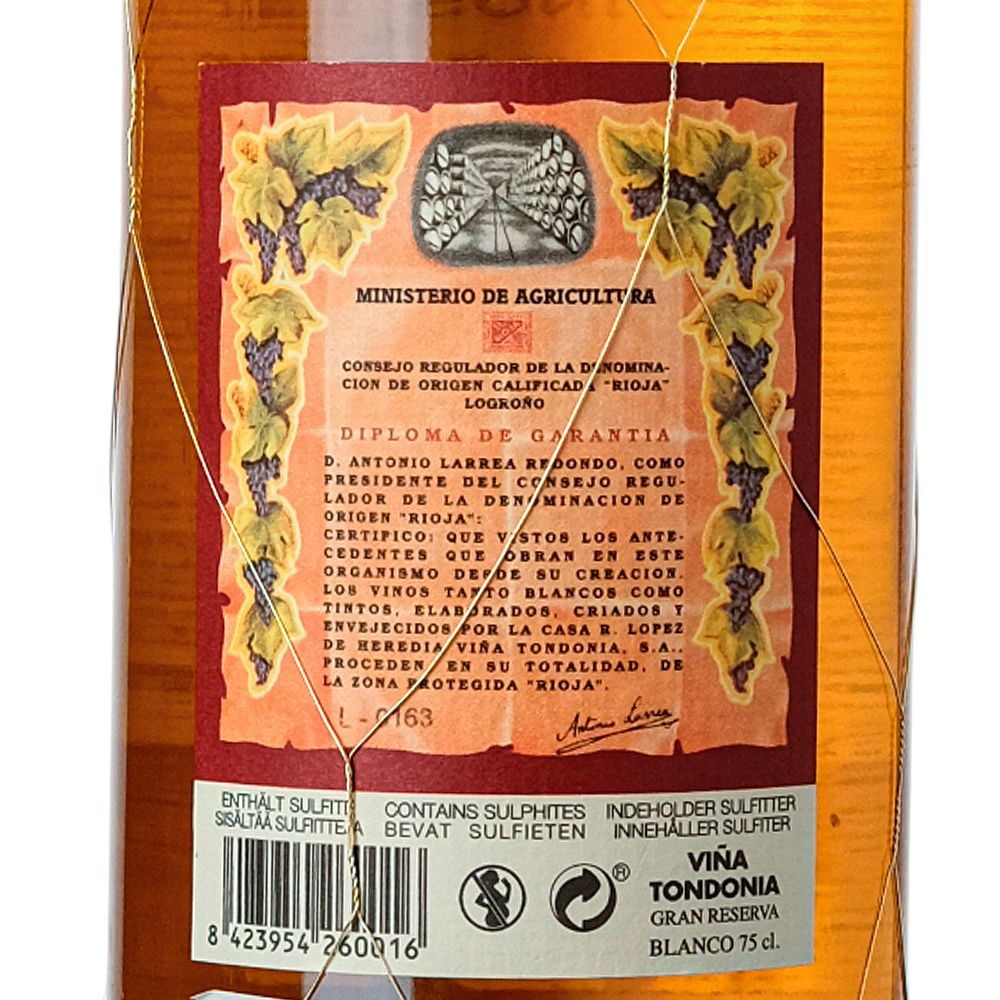 MINISTERIO DE AGRICULTURA
CONSEJO REGULADOR DE LA DENOMINA-
CION DE ORIGEN CALIFICADA "RIOJA"
LOGROÑO
DIPLOMA DE GARANTIA
D. ANTONIO LARREA REDONDO, COMO
PRESIDENTE DEL CONSEJO REGU-
LADOR DE LA DENOMINACION DE
ORIGEN "RIOJA":
CERTIFICO: QUE VISTOS LOS ANTE-
CEDENTES QUE OBRAN EN ESTE
ORGANISMO DESDE SU CREACION,
LOS VINOS TANTO BLANCOS COMO
TINTOS, ELABORADOS, CRIADOS Y
ENVEJECIDOS POR LA CASA R. LOPEZ
DE HEREDIA VIÑA TONDONIA, S.A.,
PROCEDEN EN SU TOTALIDAD, DE
LA ZONA PROTEGIDA "RIOJA".
L - 0163
Antonio Larrea
ENTHÄLT SULFITE CONTAINS SULPHITES INDEHOLDER SULFITTER
SISÄLTÄÄ SULFIITTEJA BEVAT SULFIETEN INNEHÅLLER SULFITER
VIÑA
TONDONIA
GRAN RESERVA
BLANCO 75 cl.
®
8 423954 260016